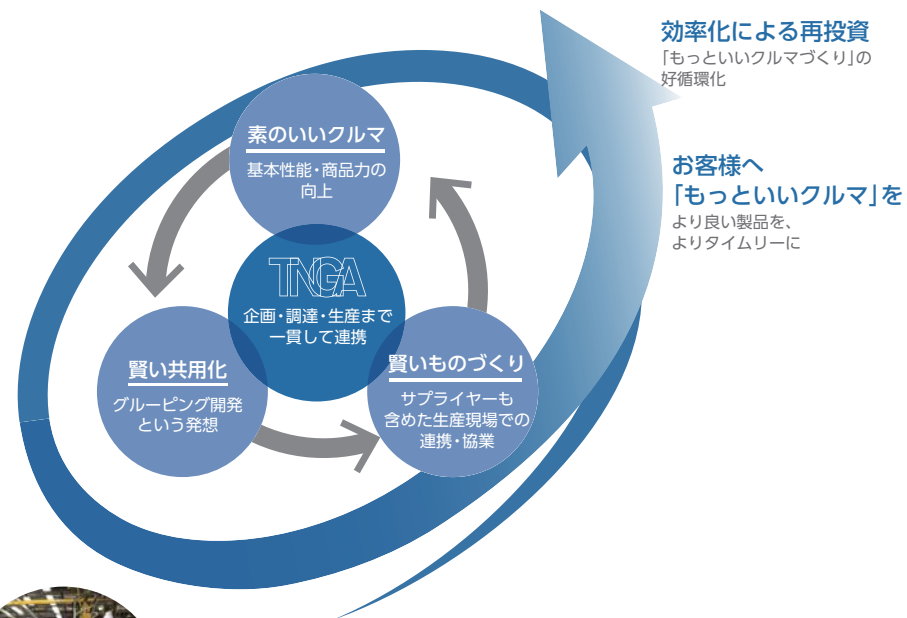 効率化による再投資
「もっといいクルマづくり」の
好循環化
お客様へ
「もっといいクルマ」を
より良い製品を、
よりタイムリーに
素のいいクルマ
基本性能・商品力の
向上
TNGA
企画・調達・生産まで
一貫して連携
賢い共用化
グルーピング開発
という発想
賢いものづくり
サプライヤーも
含めた生産現場での
連携・協業